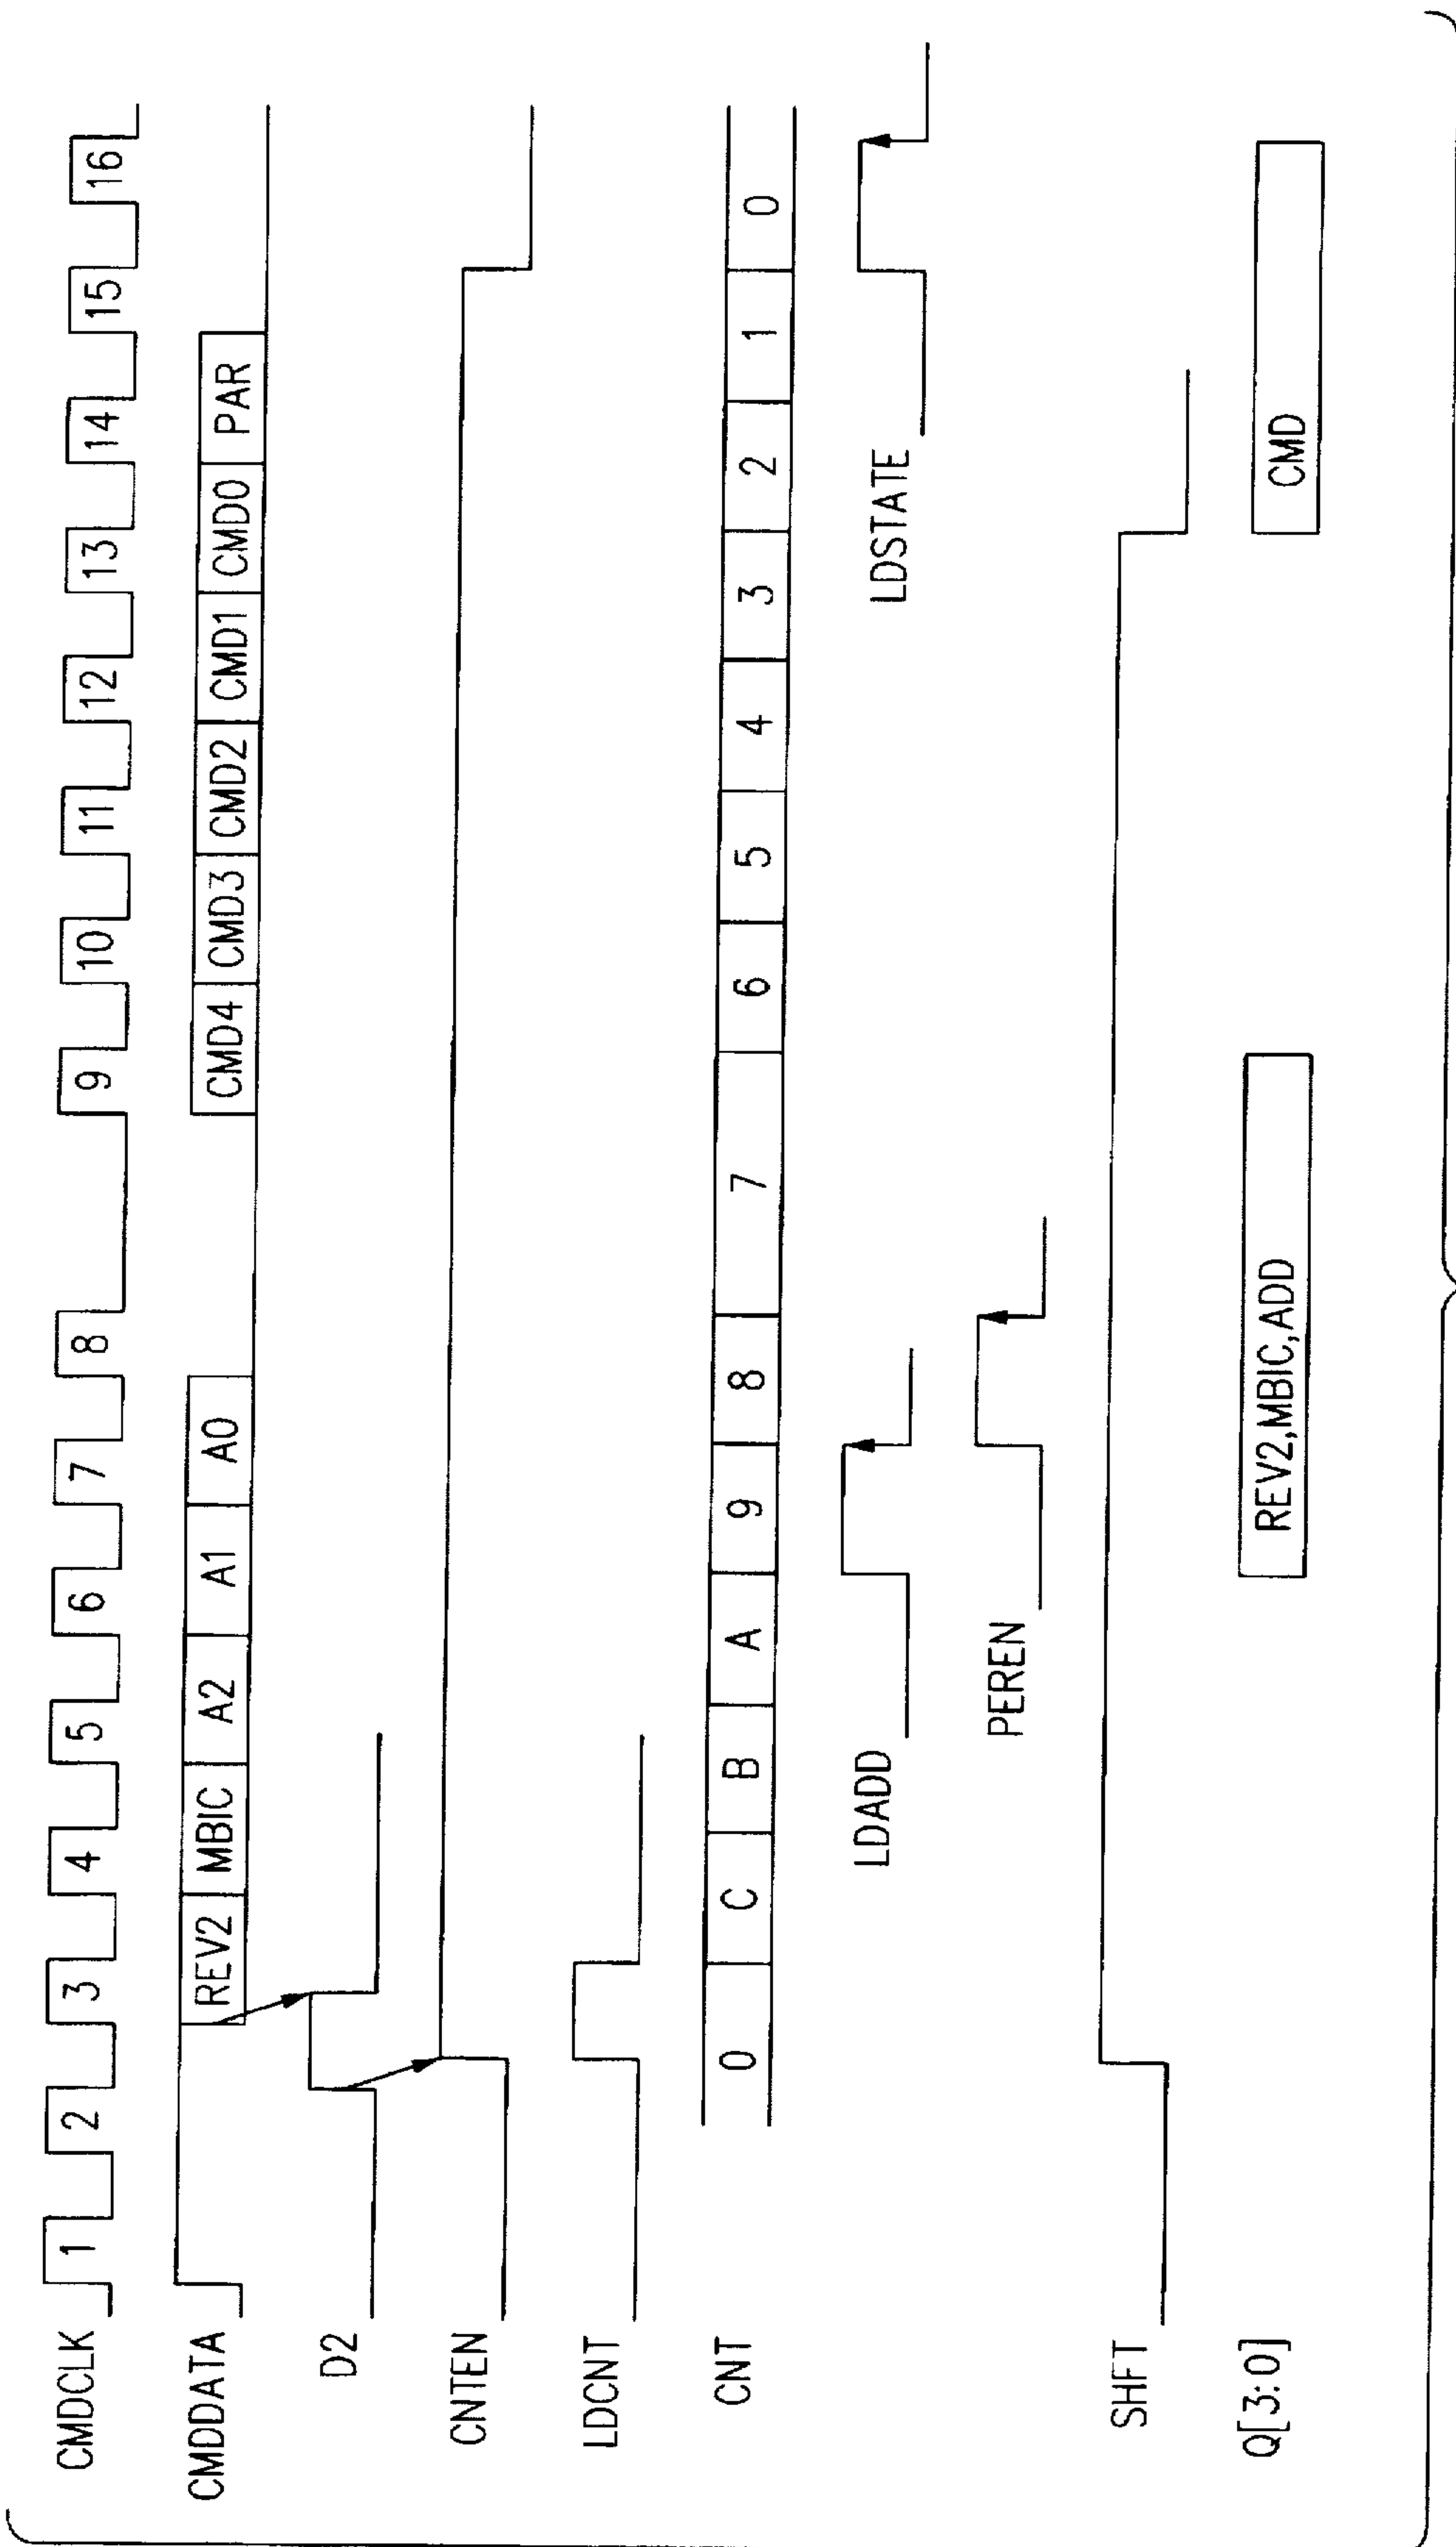 CMDCLK 1 2 3 4 5 6 7 8 9 10 11 12 13 14 15 16
CMDDATA REV2 MBIC A2 A1 A0 CMD4 CMD3 CMD2 CMD1 CMD0 PAR
D2
CNTEN
LDCNT
CNT 0 C B A 9 8 7 6 5 4 3 2 1 0
LDADD LDSTATE
PEREN
SHFT
Q[3:0] REV2,MBIC,ADD CMD